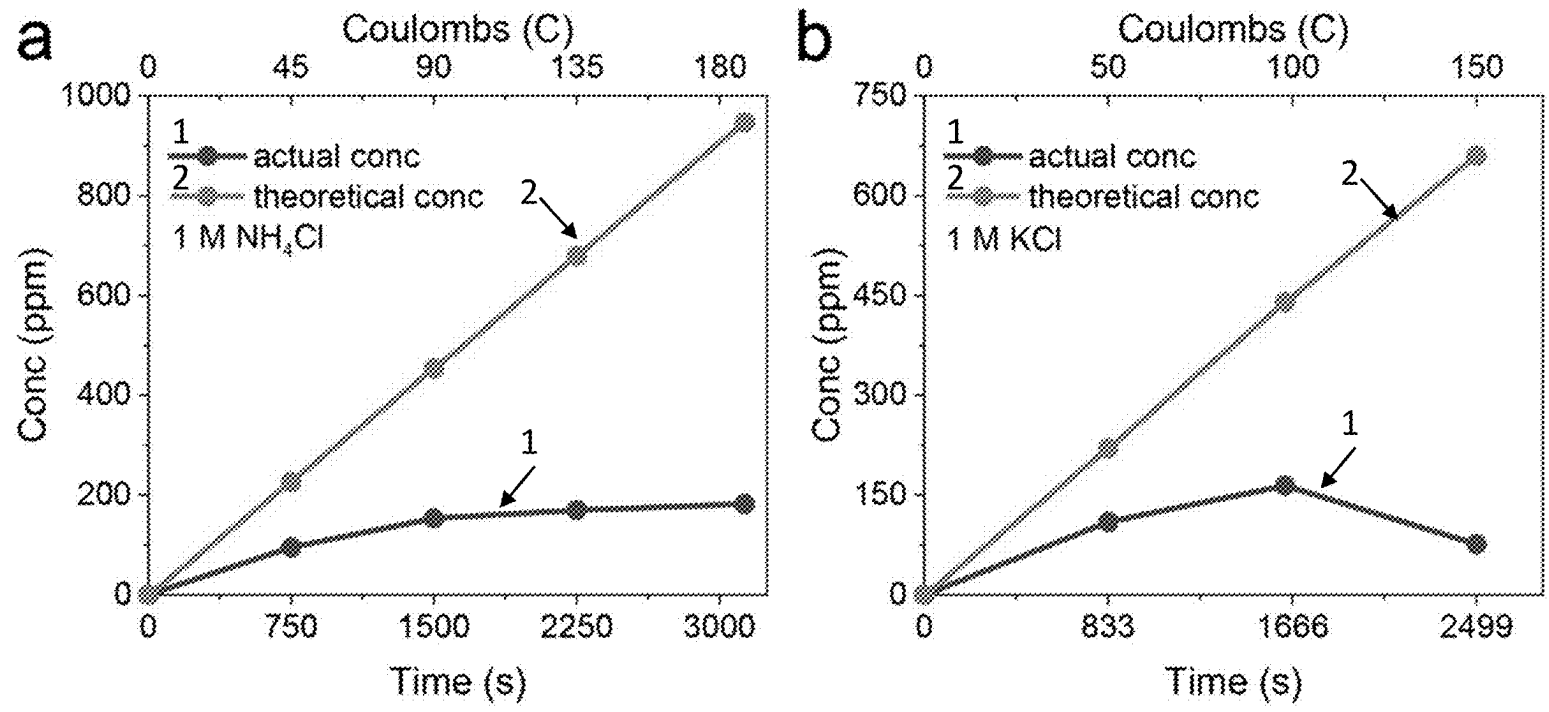 a
Coulombs (C)
0 45 90 135 180
1000
800
600
400
200
0
Conc (ppm)
1 actual conc
2 theoretical conc
1 M NH₄Cl
2
1
0 750 1500 2250 3000
Time (s)
b
Coulombs (C)
0 50 100 150
750
600
450
300
150
0
Conc (ppm)
1 actual conc
2 theoretical conc
1 M KCl
2
1
0 833 1666 2499
Time (s)